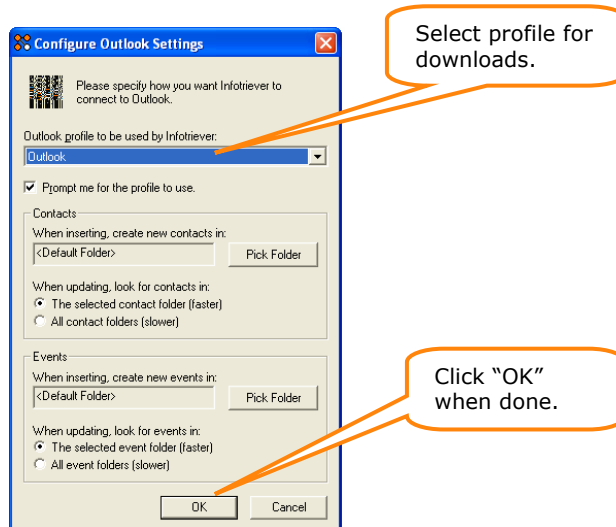 Configure Outlook Settings
Select profile for
downloads.
Please specify how you want Infotriever to
connect to Outlook.
Outlook profile to be used by Infotriever:
Outlook
Prompt me for the profile to use.
Contacts
When inserting, create new contacts in:
<Default Folder>
Pick Folder
When updating, look for contacts in:
The selected contact folder (faster)
All contact folders (slower)
Events
When inserting, create new events in:
<Default Folder>
Pick Folder
Click “OK”
when done.
When updating, look for events in:
The selected event folder (faster)
All event folders (slower)
OK
Cancel